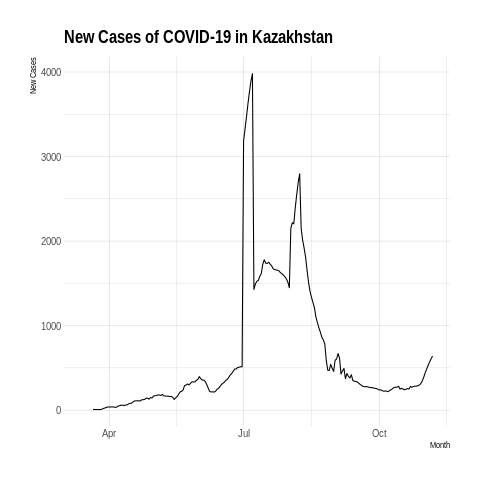 New Cases of COVID-19 in Kazakhstan
New Cases
4000
3000
2000
1000
0
Apr
Jul
Oct
Month